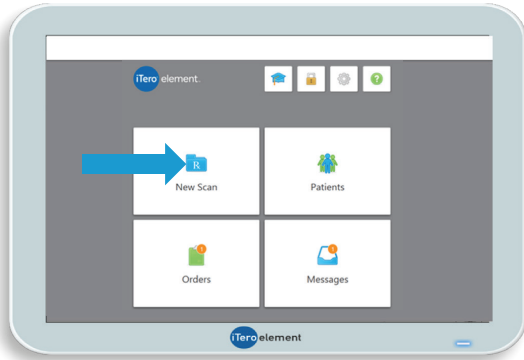 iTero element.
?
R
New Scan
Patients
1
1
Orders
Messages
iTero element